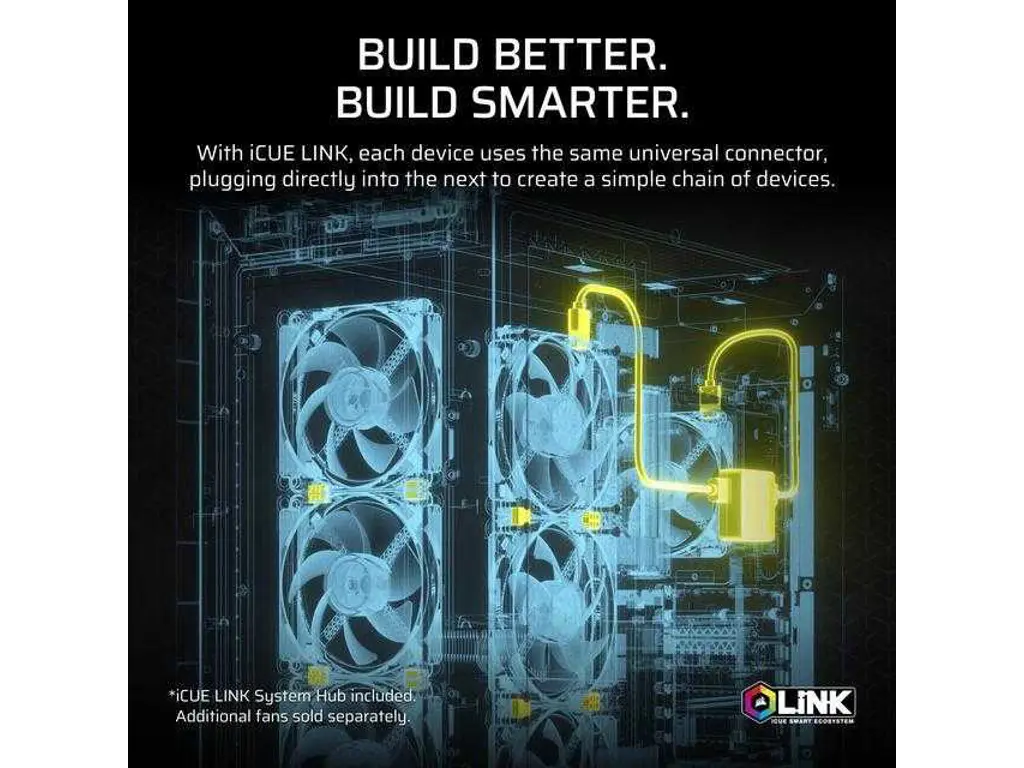 BUILD BETTER.
BUILD SMARTER.
With iCUE LINK, each device uses the same universal connector,
plugging directly into the next to create a simple chain of devices.
*iCUE LINK System Hub included.
Additional fans sold separately.
LiNK
iCUE SMART ECOSYSTEM